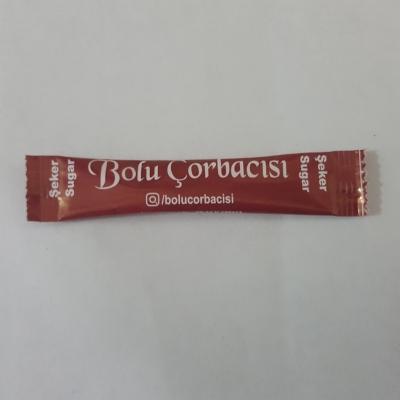 Şeker
Sugar
Bolu Çorbacısı
/bolucorbacisi
Şeker
Sugar